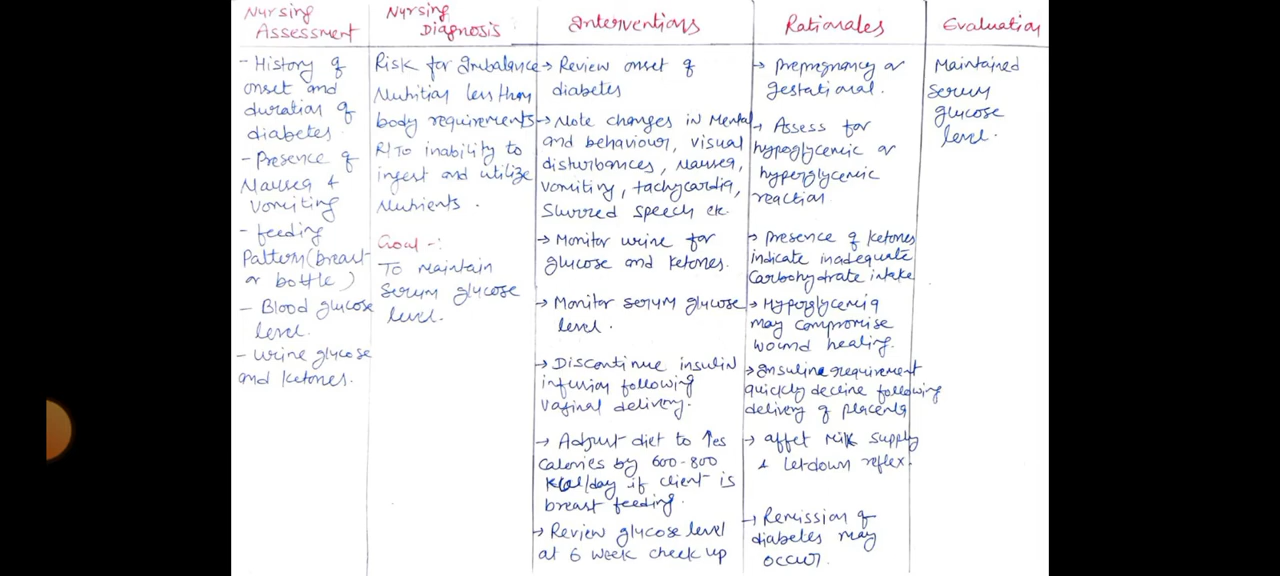 Nursing Assessment
- History of
onset and
duration of
diabetes.
- Presence of
Nausea &
vomiting
- feeding
Pattern (breast
or bottle)
- Blood glucose
level.
- Urine glucose
and ketones.
Nursing Diagnosis
Risk for Imbalance
Nutrition less than
body requirements
R/To inability to
ingest and utilize
Nutrients.
Goal -:
To maintain
Serum glucose
level.
Interventions
→ Review onset of
diabetes
→ Note changes in Mental
and behaviour, visual
disturbances, Nausea,
vomiting, tachycardia,
Slurred speech etc.
→ Monitor urine for
glucose and ketones.
→ Monitor serum glucose
level.
→ Discontinue insulin
infusion following
vaginal delivery.
→ Adjust diet to ↑es
calories by 600-800
Kcal/day if client is
breast feeding.
→ Review glucose level
at 6 week check up
Rationales
→ Prepregnancy or
gestational.
→ Assess for
hypoglycemic or
hyperglycemic
reaction.
→ Presence of ketones
indicate inadequate
Carbohydrate intake
→ Hyperglycemia
may compromise
wound healing.
→ Insuline requirement
quickly decline following
delivery of placenta
→ affet milk supply
& letdown reflex.
→ Remission of
diabetes may
occur.
Evaluation
Maintained
serum
glucose
level.